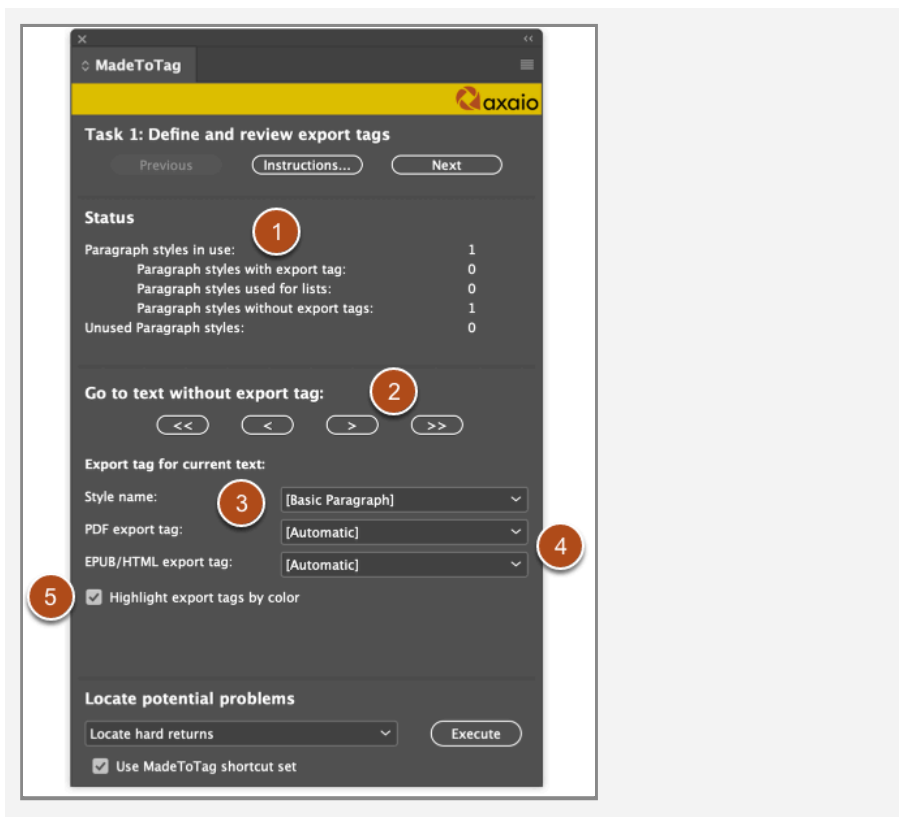 MadeToTag
axaio
Task 1: Define and review export tags
Previous Instructions... Next
Status
1
Paragraph styles in use: 1
Paragraph styles with export tag: 0
Paragraph styles used for lists: 0
Paragraph styles without export tags: 1
Unused Paragraph styles: 0
Go to text without export tag: 2
<< < > >>
Export tag for current text:
Style name: 3 [Basic Paragraph]
PDF export tag: [Automatic]
4
EPUB/HTML export tag: [Automatic]
5 Highlight export tags by color
Locate potential problems
Locate hard returns Execute
Use MadeToTag shortcut set